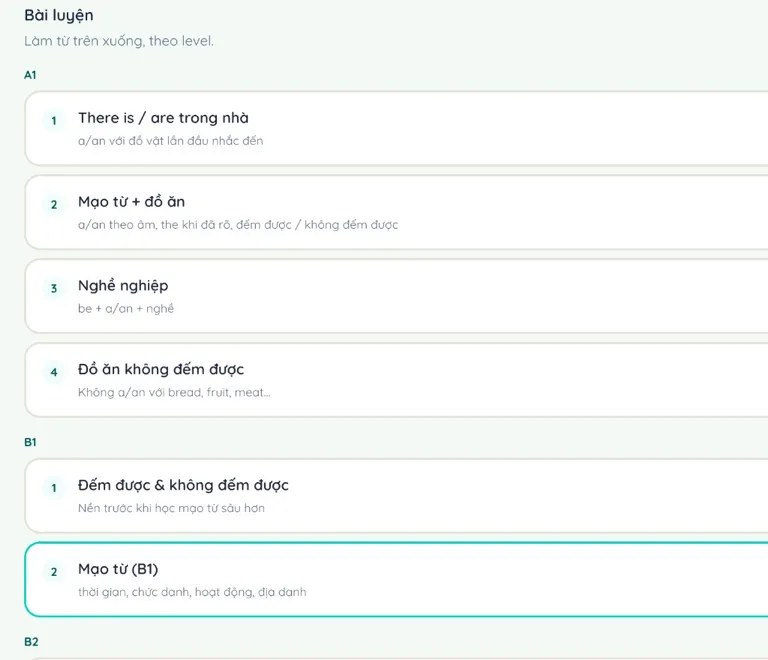 Bài luyện
Làm từ trên xuống, theo level.
A1
1
There is / are trong nhà
a/an với đồ vật lần đầu nhắc đến
2
Mạo từ + đồ ăn
a/an theo âm, the khi đã rõ, đếm được / không đếm được
3
Nghề nghiệp
be + a/an + nghề
4
Đồ ăn không đếm được
Không a/an với bread, fruit, meat...
B1
1
Đếm được & không đếm được
Nền trước khi học mạo từ sâu hơn
2
Mạo từ (B1)
thời gian, chức danh, hoạt động, địa danh
B2